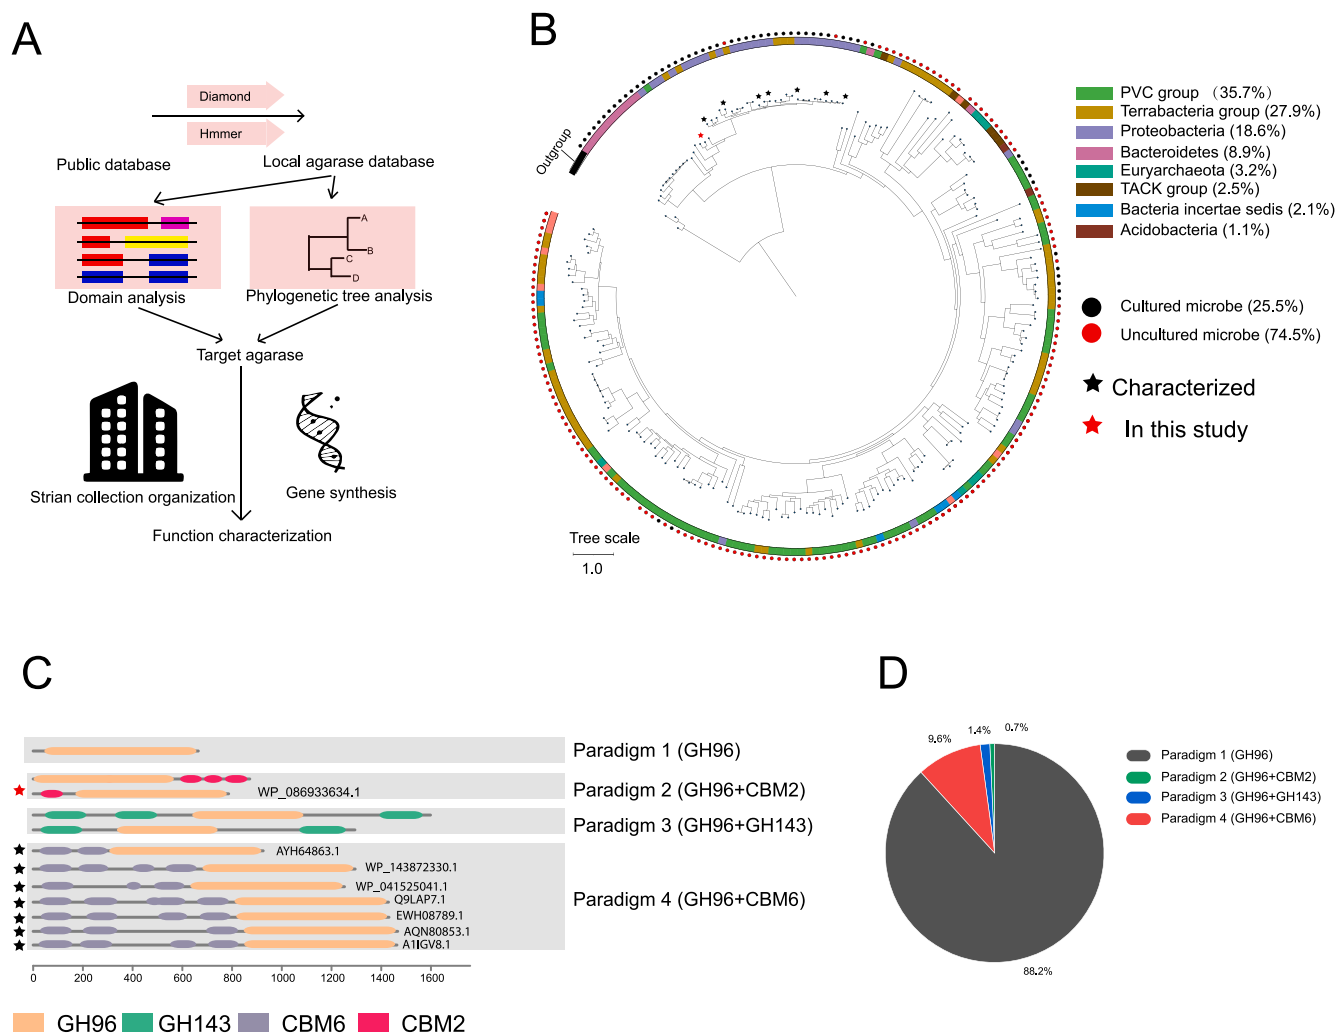 A
Diamond
Hmmer
Public database
Local agarase database
A
B
C
D
Domain analysis
Phylogenetic tree analysis
Target agarase
Strian collection organization
Gene synthesis
Function characterization
B
Outgroup
Tree scale
1.0
PVC group （35.7%)
Terrabacteria group (27.9%)
Proteobacteria (18.6%)
Bacteroidetes (8.9%)
Euryarchaeota (3.2%)
TACK group (2.5%)
Bacteria incertae sedis (2.1%)
Acidobacteria (1.1%)
Cultured microbe (25.5%)
Uncultured microbe (74.5%)
Characterized
In this study
C
Paradigm 1 (GH96)
WP_086933634.1
Paradigm 2 (GH96+CBM2)
Paradigm 3 (GH96+GH143)
AYH64863.1
WP_143872330.1
WP_041525041.1
Q9LAP7.1
EWH08789.1
AQN80853.1
A1IGV8.1
Paradigm 4 (GH96+CBM6)
0 200 400 600 800 1000 1200 1400 1600
GH96 GH143 CBM6 CBM2
D
9.6% 1.4% 0.7%
88.2%
Paradigm 1 (GH96)
Paradigm 2 (GH96+CBM2)
Paradigm 3 (GH96+GH143)
Paradigm 4 (GH96+CBM6)